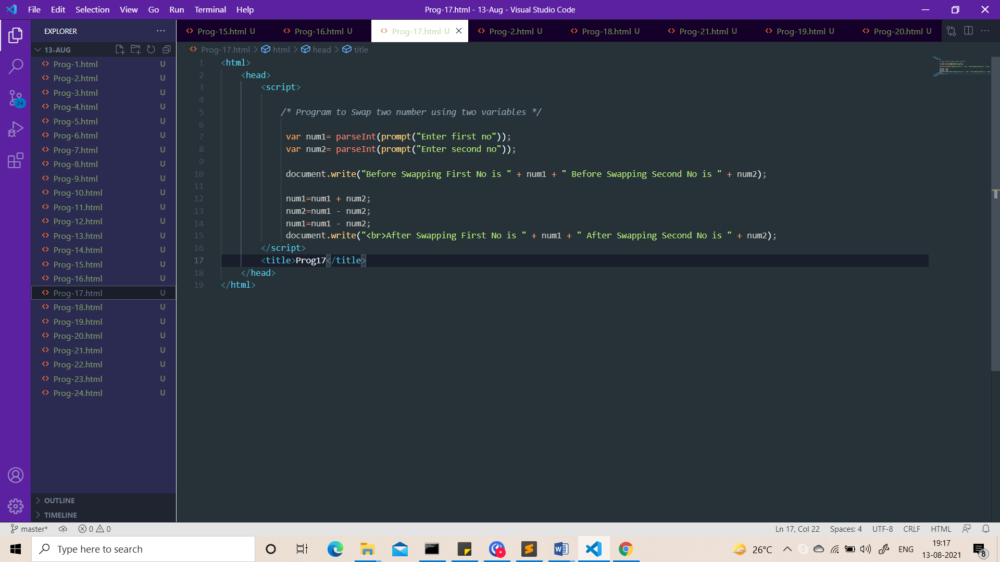 File Edit Selection View Go Run Terminal Help
Prog-17.html - 13-Aug - Visual Studio Code
EXPLORER
Prog-15.html U
Prog-16.html U
Prog-17.html U
Prog-2.html U
Prog-18.html U
Prog-21.html U
Prog-19.html U
Prog-20.html U
13-AUG
Prog-1.html U
Prog-2.html U
Prog-3.html U
Prog-4.html U
Prog-5.html U
Prog-6.html U
Prog-7.html U
Prog-8.html U
Prog-9.html U
Prog-10.html U
Prog-11.html U
Prog-12.html U
Prog-13.html U
Prog-14.html U
Prog-15.html U
Prog-16.html U
Prog-17.html U
Prog-18.html U
Prog-19.html U
Prog-20.html U
Prog-21.html U
Prog-22.html U
Prog-23.html U
Prog-24.html U
OUTLINE
TIMELINE
24
Prog-17.html > html > head > title
1 <html>
2 <head>
3 <script>
4
5 /* Program to Swap two number using two variables */
6
7 var num1= parseInt(prompt("Enter first no"));
8 var num2= parseInt(prompt("Enter second no"));
9
10 document.write("Before Swapping First No is " + num1 + " Before Swapping Second No is " + num2);
11
12 num1=num1 + num2;
13 num2=num1 - num2;
14 num1=num1 - num2;
15 document.write("<br>After Swapping First No is " + num1 + " After Swapping Second No is " + num2);
16 </script>
17 <title>Prog17</title>
18 </head>
19 </html>
master* 0 0
Ln 17, Col 22 Spaces: 4 UTF-8 CRLF HTML
Type here to search
26°C
ENG
19:17
13-08-2021
8